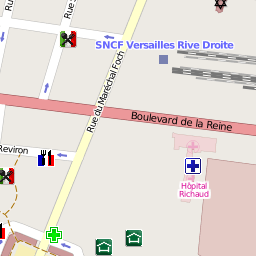 SNCF Versailles Rive Droite
Rue du Maréchal Foch
Boulevard de la Reine
Reviron
Hôpital
Richaud